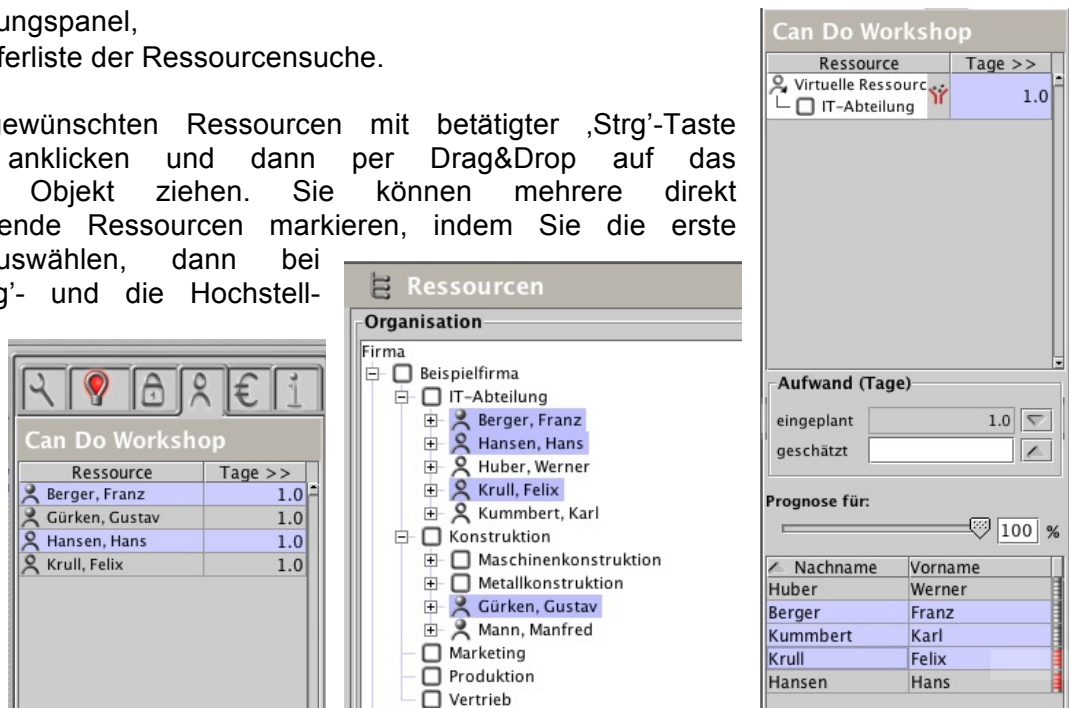 ungspanel,
ferliste der Ressourcensuche.
gewünschten Ressourcen mit betätigter ‚Strg’-Taste
anklicken und dann per Drag&Drop auf das
Objekt ziehen. Sie können mehrere direkt
ende Ressourcen markieren, indem Sie die erste
uswählen, dann bei
g’- und die Hochstell-
Can Do Workshop
Ressource Tage >>
Berger, Franz 1.0
Gürken, Gustav 1.0
Hansen, Hans 1.0
Krull, Felix 1.0
Ressourcen
Organisation
Firma
Beispielfirma
IT-Abteilung
Berger, Franz
Hansen, Hans
Huber, Werner
Krull, Felix
Kummbert, Karl
Konstruktion
Maschinenkonstruktion
Metallkonstruktion
Gürken, Gustav
Mann, Manfred
Marketing
Produktion
Vertrieb
Can Do Workshop
Ressource Tage >>
Virtuelle Ressourc
IT-Abteilung 1.0
Aufwand (Tage)
eingeplant 1.0
geschätzt
Prognose für:
100 %
Nachname Vorname
Huber Werner
Berger Franz
Kummbert Karl
Krull Felix
Hansen Hans